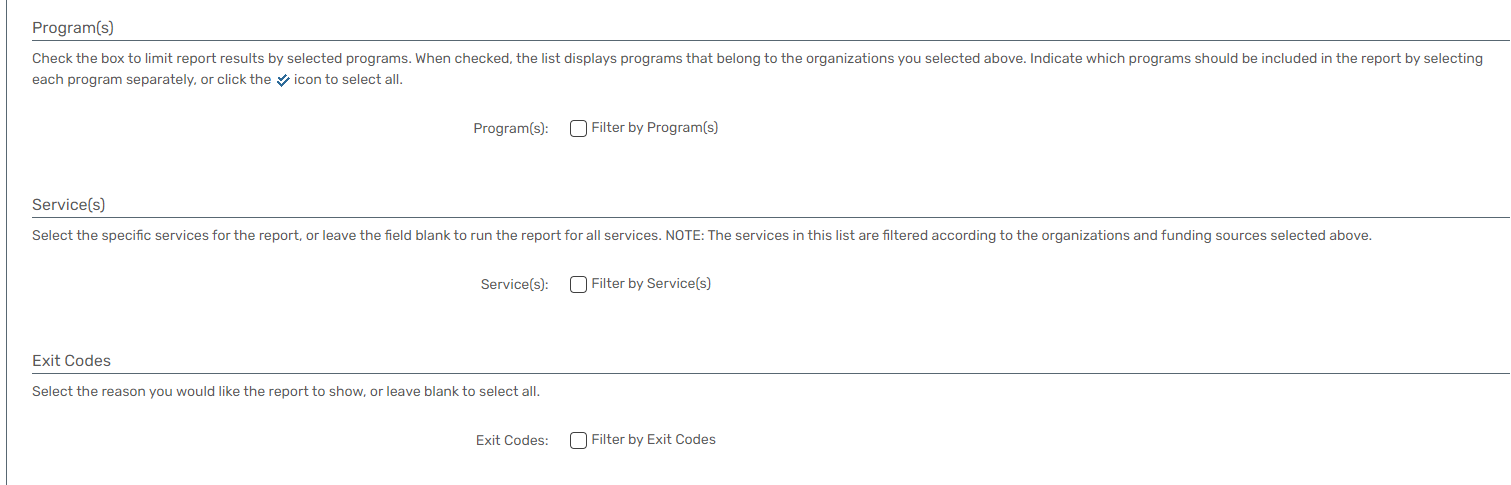 Program(s)
Check the box to limit report results by selected programs. When checked, the list displays programs that belong to the organizations you selected above. Indicate which programs should be included in the report by selecting
each program separately, or click the icon to select all.
Program(s): Filter by Program(s)
Service(s)
Select the specific services for the report, or leave the field blank to run the report for all services. NOTE: The services in this list are filtered according to the organizations and funding sources selected above.
Service(s): Filter by Service(s)
Exit Codes
Select the reason you would like the report to show, or leave blank to select all.
Exit Codes: Filter by Exit Codes